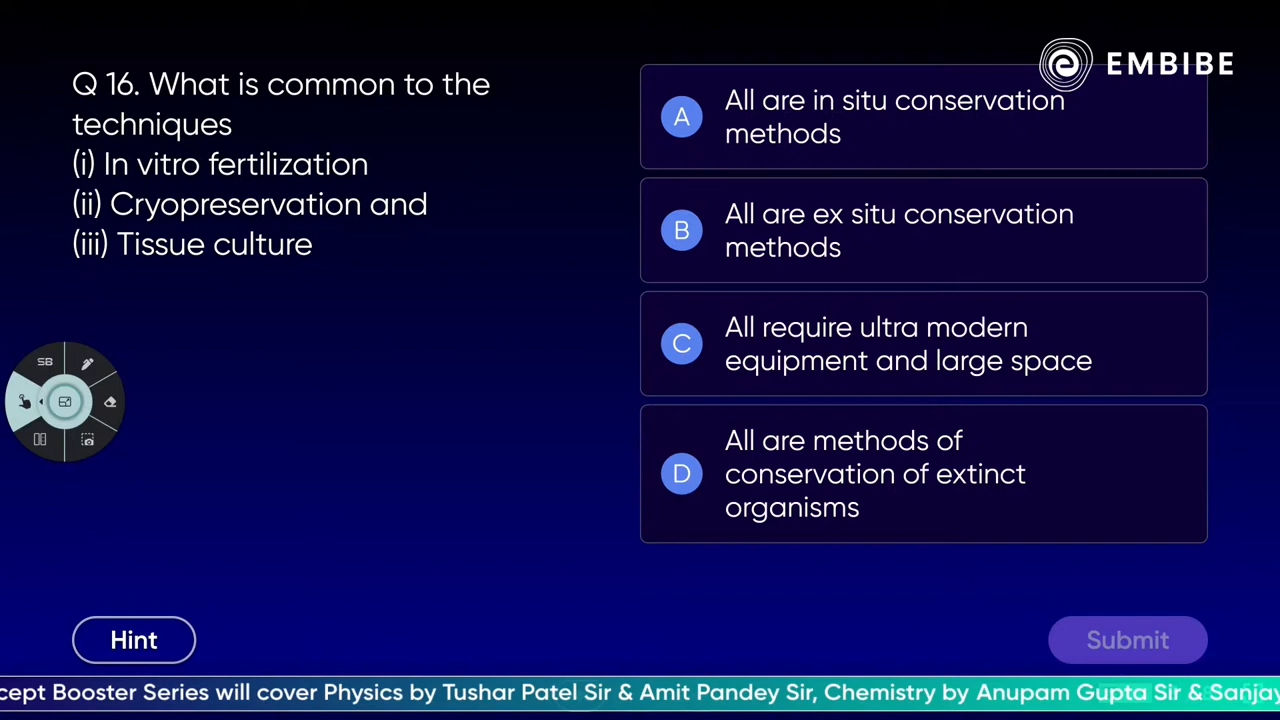 EMBIBE
Q 16. What is common to the
techniques
(i) In vitro fertilization
(ii) Cryopreservation and
(iii) Tissue culture
A
All are in situ conservation
methods
B
All are ex situ conservation
methods
C
All require ultra modern
equipment and large space
D
All are methods of
conservation of extinct
organisms
SB
Hint
Submit
cept Booster Series will cover Physics by Tushar Patel Sir & Amit Pandey Sir, Chemistry by Anupam Gupta Sir & Sanjay